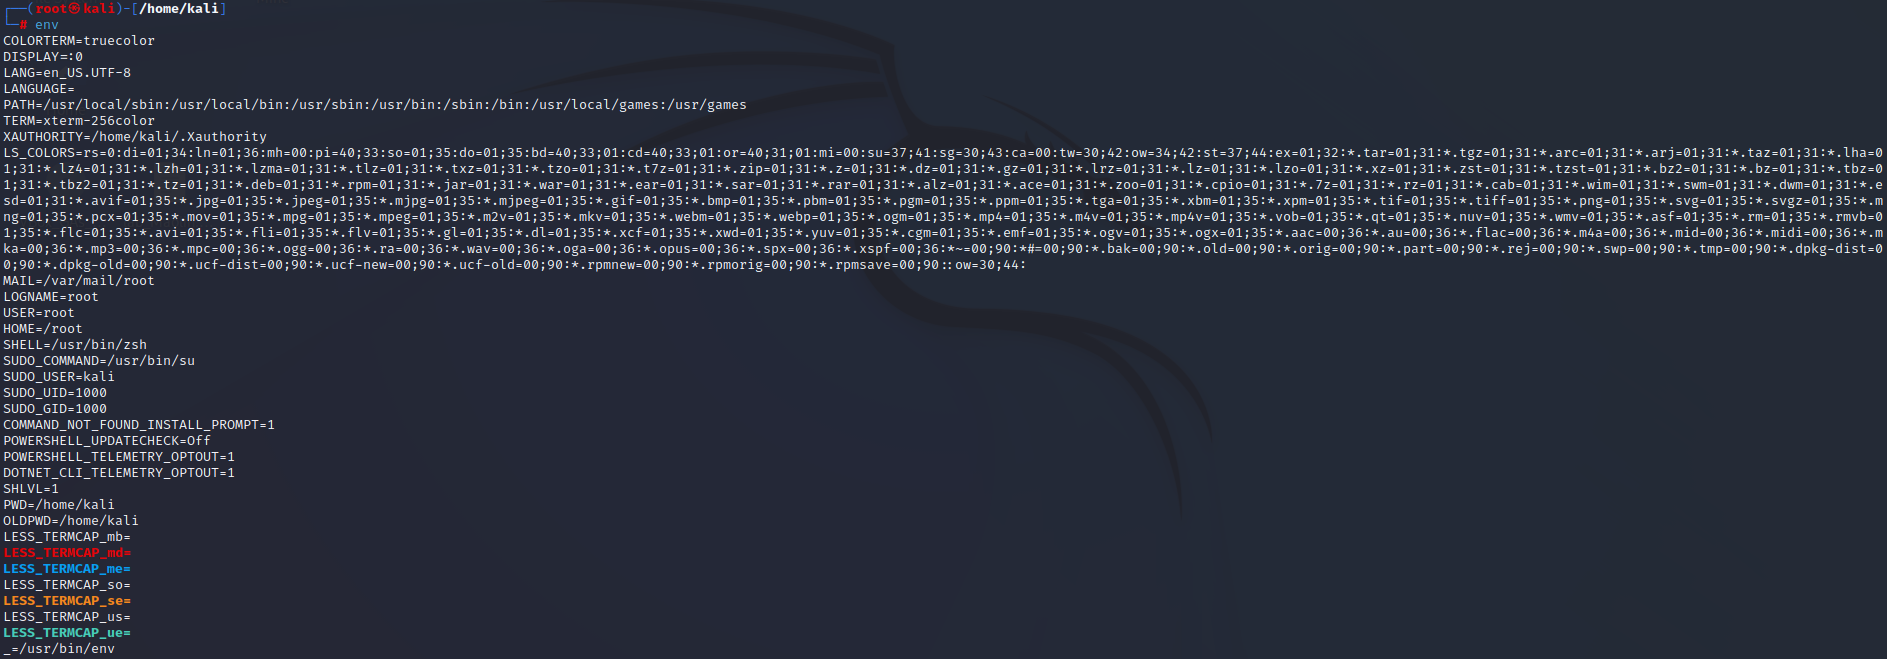 ┌──(root㉿kali)-[/home/kali]
└─# env
COLORTERM=truecolor
DISPLAY=:0
LANG=en_US.UTF-8
LANGUAGE=
PATH=/usr/local/sbin:/usr/local/bin:/usr/sbin:/usr/bin:/sbin:/bin:/usr/local/games:/usr/games
TERM=xterm-256color
XAUTHORITY=/home/kali/.Xauthority
LS_COLORS=rs=0:di=01;34:ln=01;36:mh=00:pi=40;33:so=01;35:do=01;35:bd=40;33;01:cd=40;33;01:or=40;31;01:mi=00:su=37;41:sg=30;43:ca=00:tw=30;42:ow=34;42:st=37;44:ex=01;32:*.tar=01;31:*.tgz=01;31:*.arc=01;31:*.arj=01;31:*.taz=01;31:*.lha=0
1;31:*.lz4=01;31:*.lzh=01;31:*.lzma=01;31:*.tlz=01;31:*.txz=01;31:*.tzo=01;31:*.t7z=01;31:*.zip=01;31:*.z=01;31:*.dz=01;31:*.gz=01;31:*.lrz=01;31:*.lz=01;31:*.lzo=01;31:*.xz=01;31:*.zst=01;31:*.tzst=01;31:*.bz2=01;31:*.bz=01;31:*.tbz=0
1;31:*.tbz2=01;31:*.tz=01;31:*.deb=01;31:*.rpm=01;31:*.jar=01;31:*.war=01;31:*.ear=01;31:*.sar=01;31:*.rar=01;31:*.alz=01;31:*.ace=01;31:*.zoo=01;31:*.cpio=01;31:*.7z=01;31:*.rz=01;31:*.cab=01;31:*.wim=01;31:*.swm=01;31:*.dwm=01;31:*.e
sd=01;31:*.avif=01;35:*.jpg=01;35:*.jpeg=01;35:*.mjpg=01;35:*.mjpeg=01;35:*.gif=01;35:*.bmp=01;35:*.pbm=01;35:*.pgm=01;35:*.ppm=01;35:*.tga=01;35:*.xbm=01;35:*.xpm=01;35:*.tif=01;35:*.tiff=01;35:*.png=01;35:*.svg=01;35:*.svgz=01;35:*.m
ng=01;35:*.pcx=01;35:*.mov=01;35:*.mpg=01;35:*.mpeg=01;35:*.m2v=01;35:*.mkv=01;35:*.webm=01;35:*.webp=01;35:*.ogm=01;35:*.mp4=01;35:*.m4v=01;35:*.mp4v=01;35:*.vob=01;35:*.qt=01;35:*.nuv=01;35:*.wmv=01;35:*.asf=01;35:*.rm=01;35:*.rmvb=0
1;35:*.flc=01;35:*.avi=01;35:*.fli=01;35:*.flv=01;35:*.gl=01;35:*.dl=01;35:*.xcf=01;35:*.xwd=01;35:*.yuv=01;35:*.cgm=01;35:*.emf=01;35:*.ogv=01;35:*.ogx=01;35:*.aac=00;36:*.au=00;36:*.flac=00;36:*.m4a=00;36:*.mid=00;36:*.midi=00;36:*.m
ka=00;36:*.mp3=00;36:*.mpc=00;36:*.ogg=00;36:*.ra=00;36:*.wav=00;36:*.oga=00;36:*.opus=00;36:*.spx=00;36:*.xspf=00;36:*~=00;90:*#=00;90:*.bak=00;90:*.old=00;90:*.orig=00;90:*.part=00;90:*.rej=00;90:*.swp=00;90:*.tmp=00;90:*.dpkg-dist=0
0;90:*.dpkg-old=00;90:*.ucf-dist=00;90:*.ucf-new=00;90:*.ucf-old=00;90:*.rpmnew=00;90:*.rpmorig=00;90:*.rpmsave=00;90::ow=30;44:
MAIL=/var/mail/root
LOGNAME=root
USER=root
HOME=/root
SHELL=/usr/bin/zsh
SUDO_COMMAND=/usr/bin/su
SUDO_USER=kali
SUDO_UID=1000
SUDO_GID=1000
COMMAND_NOT_FOUND_INSTALL_PROMPT=1
POWERSHELL_UPDATECHECK=Off
POWERSHELL_TELEMETRY_OPTOUT=1
DOTNET_CLI_TELEMETRY_OPTOUT=1
SHLVL=1
PWD=/home/kali
OLDPWD=/home/kali
LESS_TERMCAP_mb=
LESS_TERMCAP_md=
LESS_TERMCAP_me=
LESS_TERMCAP_so=
LESS_TERMCAP_se=
LESS_TERMCAP_us=
LESS_TERMCAP_ue=
_=/usr/bin/env